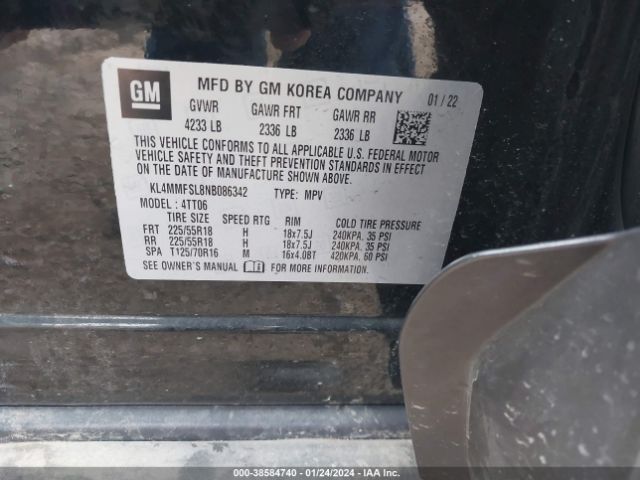 GM
MFD BY GM KOREA COMPANY 01 / 22
GVWR GAWR FRT GAWR RR
4233 LB 2336 LB 2336 LB
THIS VEHICLE CONFORMS TO ALL APPLICABLE U.S. FEDERAL MOTOR
VEHICLE SAFETY AND THEFT PREVENTION STANDARDS IN EFFECT
ON THE DATE OF MANUFACTURE SHOWN ABOVE.
KL4MMFSL8NB086342 TYPE: MPV
MODEL : 4TT06
TIRE SIZE SPEED RTG RIM COLD TIRE PRESSURE
FRT 225/55R18 H 18x7.5J 240KPA, 35 PSI
RR 225/55R18 H 18x7.5J 240KPA, 35 PSI
SPA T125/70R16 M 16x4.0BT 420KPA, 60 PSI
SEE OWNER'S MANUAL FOR MORE INFORMATION.
000-38584740 - 01/24/2024 - IAA Inc.